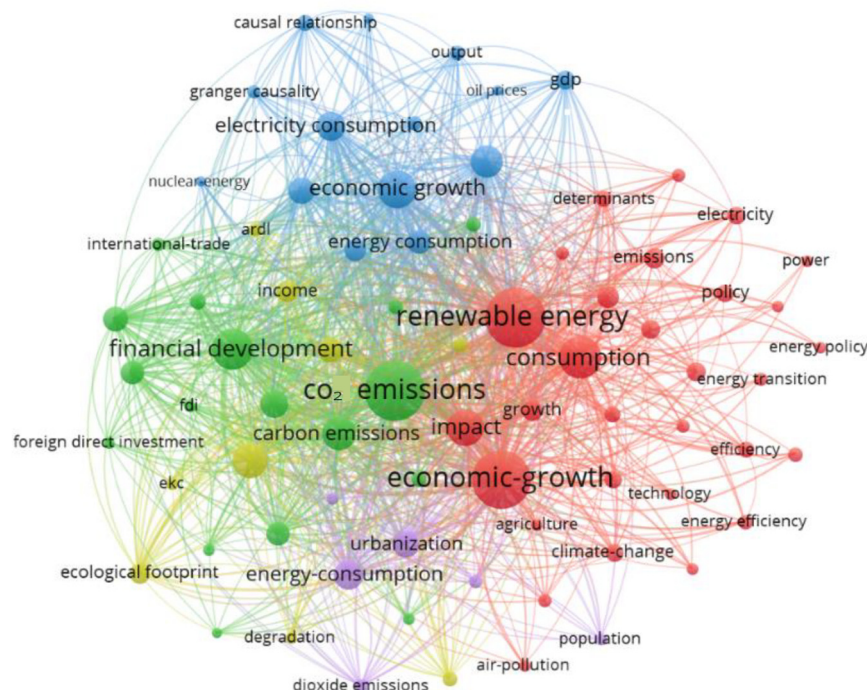 causal relationship
output
gdp
oil prices
granger causality
electricity consumption
nuclear-energy
economic growth
determinants
electricity
ardl
international-trade
energy consumption
emissions
power
income
policy
renewable energy
financial development
consumption
energy policy
energy transition
co₂ emissions
fdi
growth
carbon emissions
impact
foreign direct investment
efficiency
ekc
economic-growth
technology
agriculture
energy efficiency
urbanization
climate-change
ecological footprint
energy-consumption
degradation
population
air-pollution
dioxide emissions